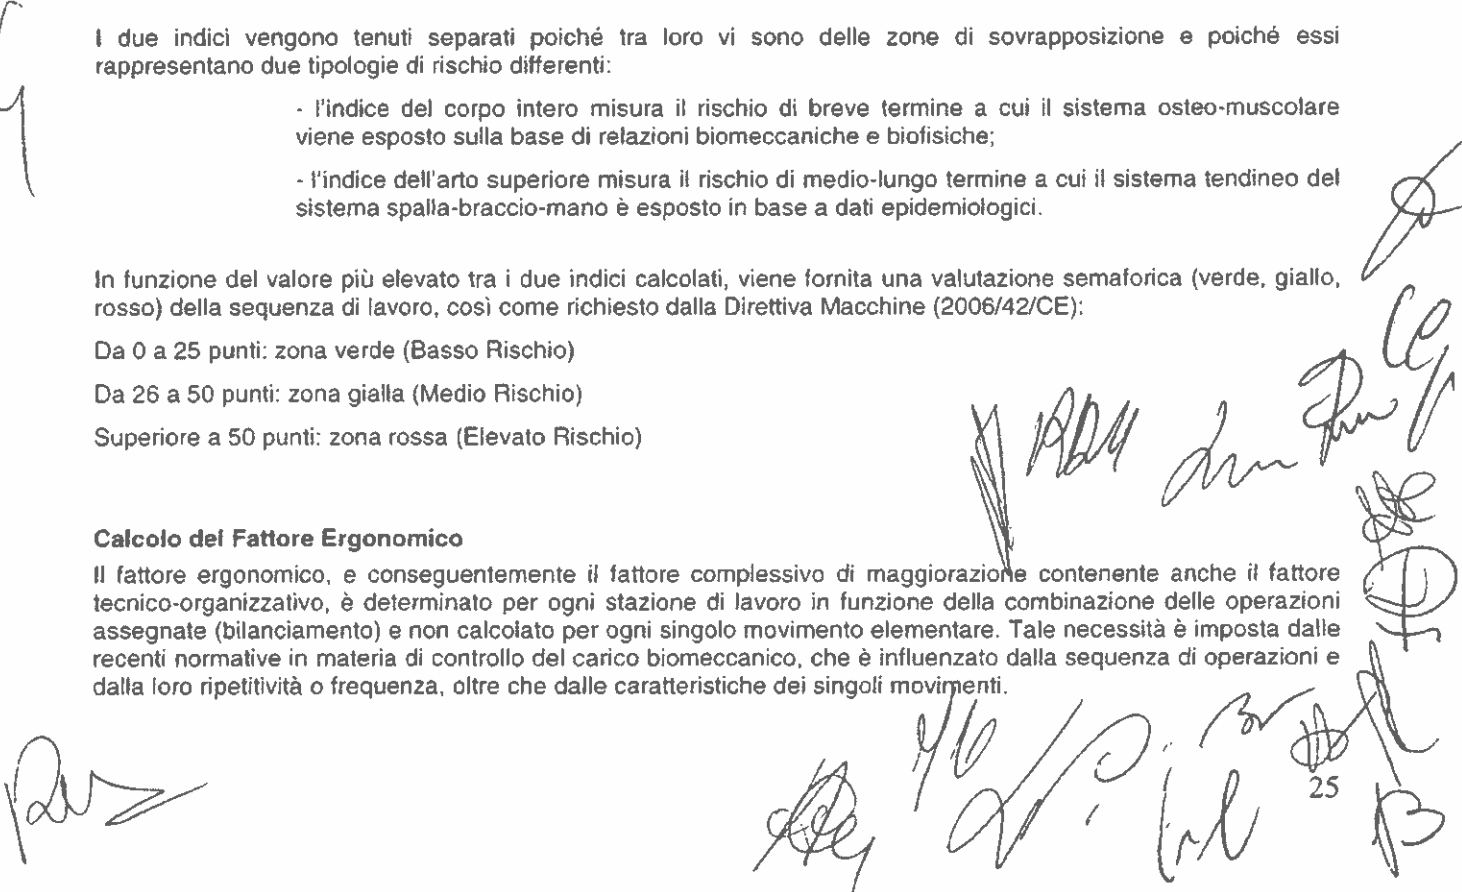 I due indici vengono tenuti separati poiché tra loro vi sono delle zone di sovrapposizione e poiché essi
rappresentano due tipologie di rischio differenti:
- l'indice del corpo intero misura il rischio di breve termine a cui il sistema osteo-muscolare
viene esposto sulla base di relazioni biomeccaniche e biofisiche;
- l'indice dell'arto superiore misura il rischio di medio-lungo termine a cui il sistema tendineo del
sistema spalla-braccio-mano è esposto in base a dati epidemiologici.
In funzione del valore più elevato tra i due indici calcolati, viene fornita una valutazione semaforica (verde, giallo,
rosso) della sequenza di lavoro, così come richiesto dalla Direttiva Macchine (2006/42/CE):
Da 0 a 25 punti: zona verde (Basso Rischio)
Da 26 a 50 punti: zona gialla (Medio Rischio)
Superiore a 50 punti: zona rossa (Elevato Rischio)
Calcolo del Fattore Ergonomico
Il fattore ergonomico, e conseguentemente il fattore complessivo di maggiorazione contenente anche il fattore
tecnico-organizzativo, è determinato per ogni stazione di lavoro in funzione della combinazione delle operazioni
assegnate (bilanciamento) e non calcolato per ogni singolo movimento elementare. Tale necessità è imposta dalle
recenti normative in materia di controllo del carico biomeccanico, che è influenzato dalla sequenza di operazioni e
dalla loro ripetitività o frequenza, oltre che dalle caratteristiche dei singoli movimenti.
25